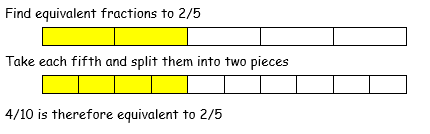 Find equivalent fractions to 2/5
Take each fifth and split them into two pieces
4/10 is therefore equivalent to 2/5